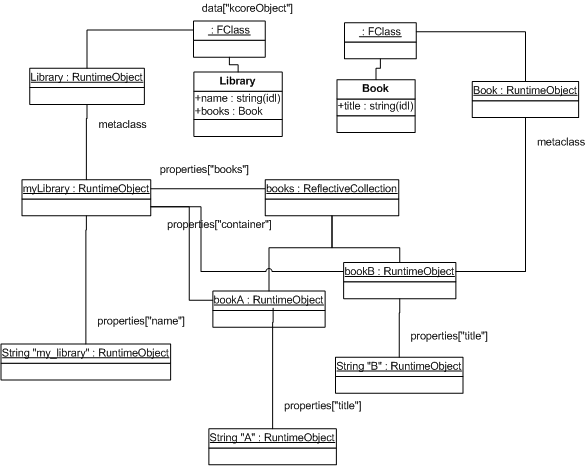 data["kcoreObject"]
: FClass
: FClass
Library : RuntimeObject
Library
+name : string(idl)
+books : Book
Book
+title : string(idl)
Book : RuntimeObject
metaclass
metaclass
properties["books"]
myLibrary : RuntimeObject
books : ReflectiveCollection
properties["container"]
bookB : RuntimeObject
bookA : RuntimeObject
properties["name"]
properties["title"]
String "my_library" : RuntimeObject
String "B" : RuntimeObject
properties["title"]
String "A" : RuntimeObject